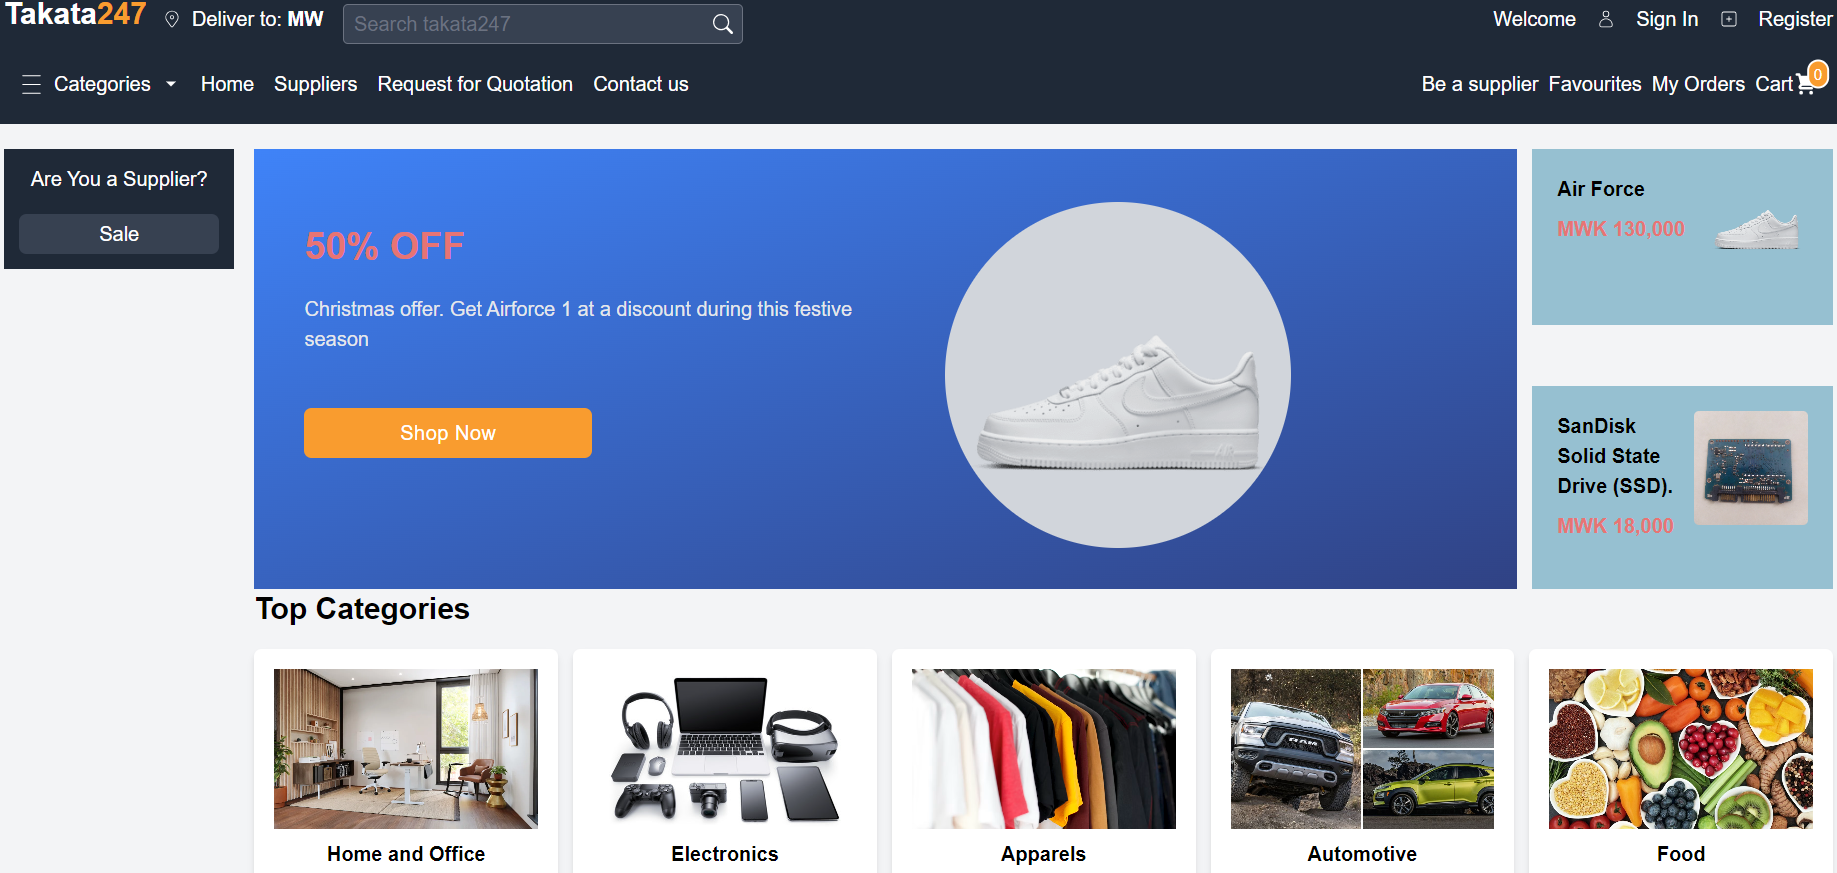 Takata247
Deliver to: MW
Search takata247
Welcome
Sign In
Register
Categories
Home
Suppliers
Request for Quotation
Contact us
Be a supplier
Favourites
My Orders
Cart
0
Are You a Supplier?
Sale
50% OFF
Christmas offer. Get Airforce 1 at a discount during this festive
season
Shop Now
Air Force
MWK 130,000
SanDisk
Solid State
Drive (SSD).
MWK 18,000
Top Categories
Home and Office
Electronics
Apparels
RAM
Automotive
Food